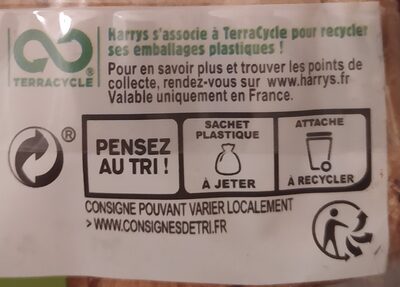 Harrys s'associe à TerraCycle pour recycler
ses emballages plastiques !
TERRACYCLE®
Pour en savoir plus et trouver les points de
collecte, rendez-vous sur www.harrys.fr
Valable uniquement en France.
®
PENSEZ
AU TRI !
SACHET
PLASTIQUE
À JETER
ATTACHE
À RECYCLER
CONSIGNE POUVANT VARIER LOCALEMENT
> WWW.CONSIGNESDETRI.FR